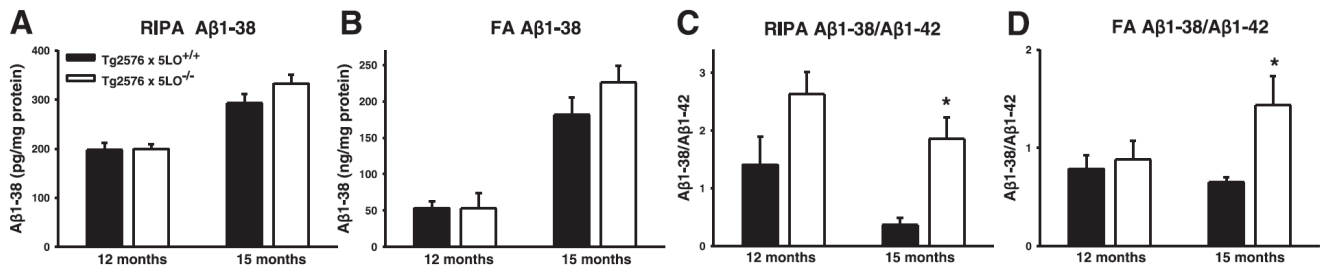 A
RIPA Aβ1-38
Aβ1-38 (pg/mg protein)
400
300
200
100
0
Tg2576 x 5LO+/+
Tg2576 x 5LO-/-
12 months
15 months
B
FA Aβ1-38
Aβ1-38 (ng/mg protein)
250
200
150
100
50
0
12 months
15 months
C
RIPA Aβ1-38/Aβ1-42
Aβ1-38/Aβ1-42
3
2
1
0
*
12 months
15 months
D
FA Aβ1-38/Aβ1-42
Aβ1-38/Aβ1-42
2
1
0
*
12 months
15 months